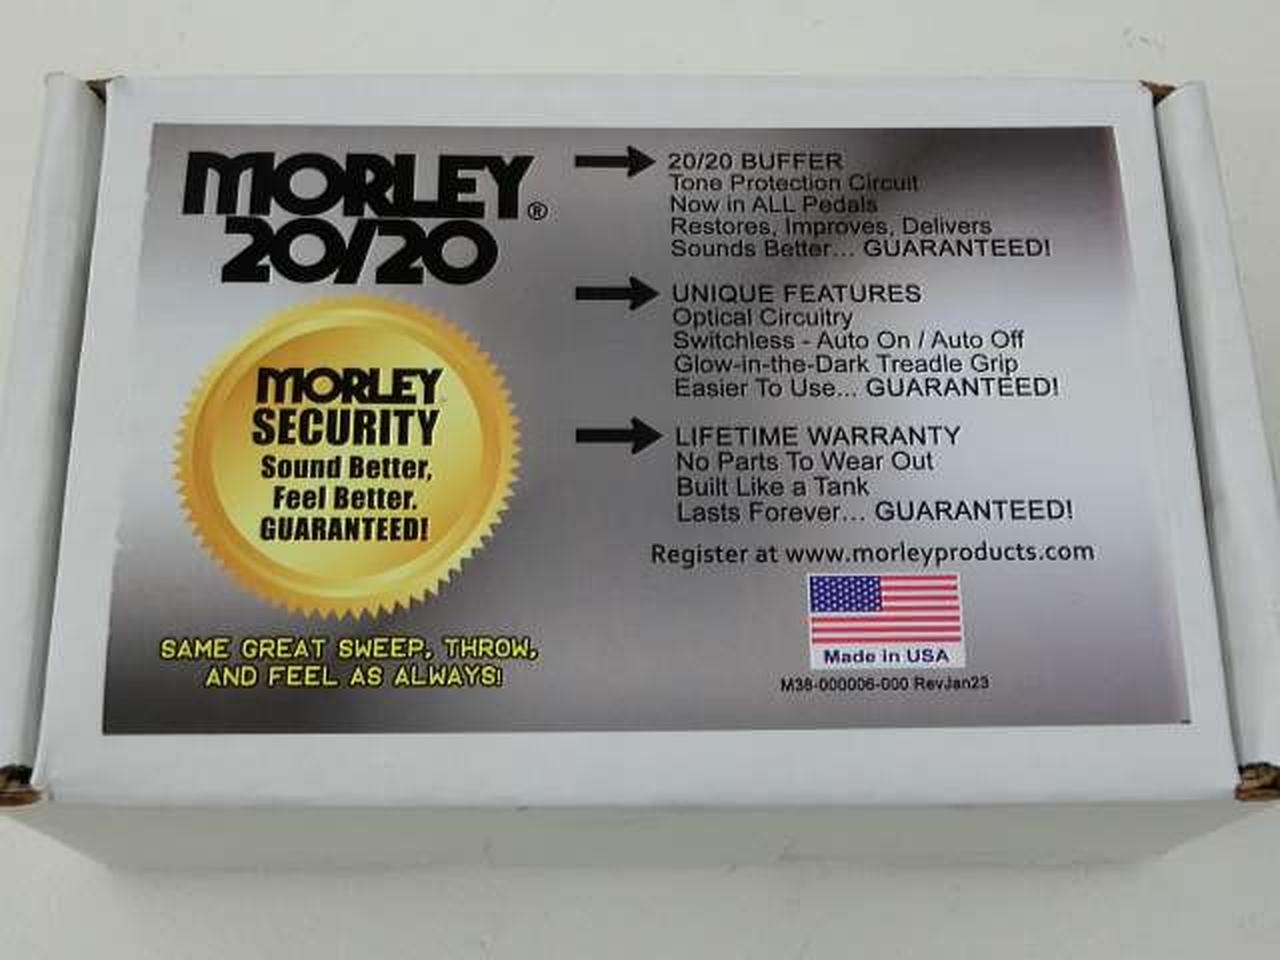 MORLEY®
20/20
MORLEY
SECURITY
Sound Better,
Feel Better.
GUARANTEED!
SAME GREAT SWEEP, THROW,
AND FEEL AS ALWAYS!
20/20 BUFFER
Tone Protection Circuit
Now in ALL Pedals
Restores, Improves, Delivers
Sounds Better... GUARANTEED!
UNIQUE FEATURES
Optical Circuitry
Switchless - Auto On / Auto Off
Glow-in-the-Dark Treadle Grip
Easier To Use... GUARANTEED!
LIFETIME WARRANTY
No Parts To Wear Out
Built Like a Tank
Lasts Forever... GUARANTEED!
Register at www.morleyproducts.com
Made in USA
M38-000006-000 RevJan23